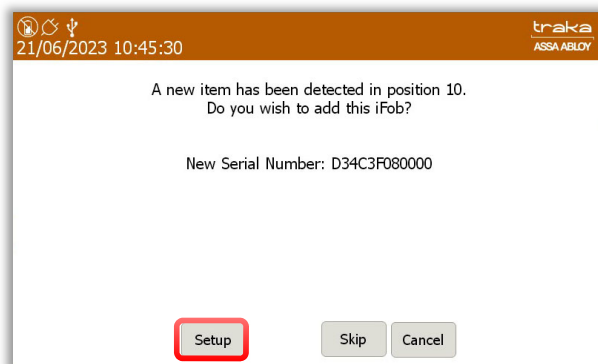 traka
21/06/2023 10:45:30
ASSA ABLOY
A new item has been detected in position 10.
Do you wish to add this iFob?
New Serial Number: D34C3F080000
Setup
Skip
Cancel